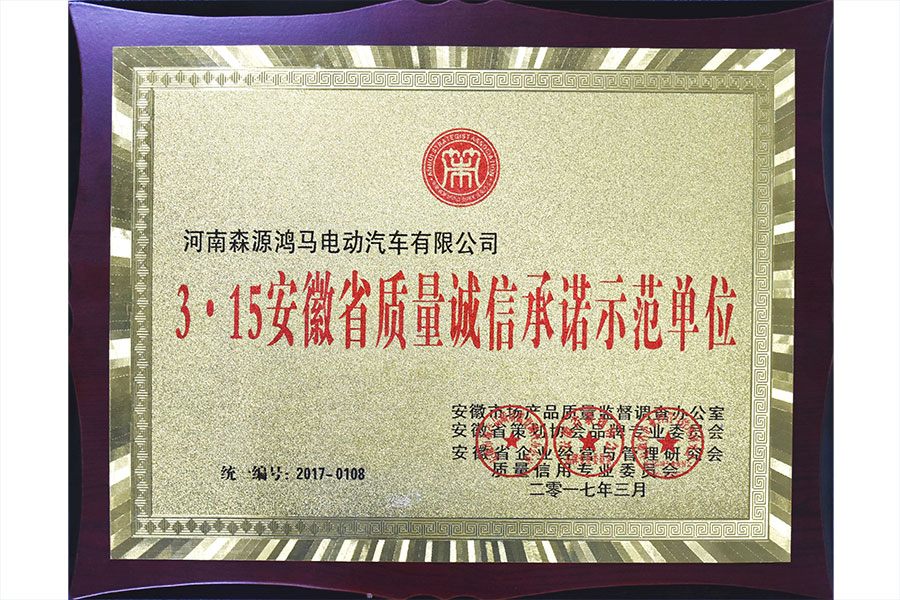 ANHUI STRATEGIST ASSOCIATION
河南森源鸿马电动汽车有限公司
3·15安徽省质量诚信承诺示范单位
安徽市场产品质量监督调查办公室
安徽省策划协会品牌专业委员会
安徽省企业经营与管理研究会
质量信用专业委员会
统一编号: 2017-0108
二零一七年三月